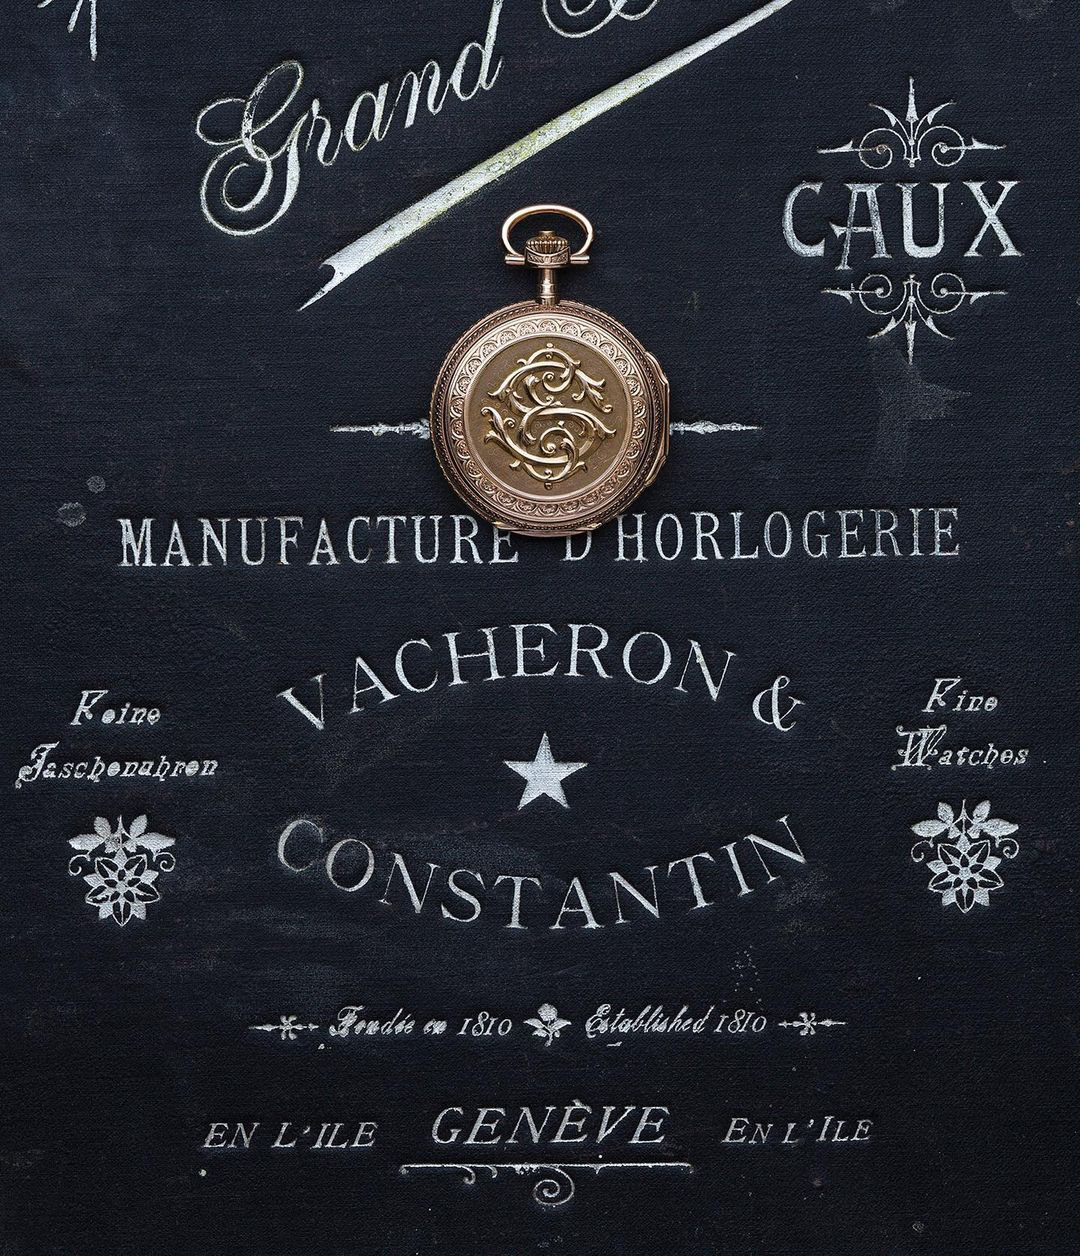 Grand
CAUX
MANUFACTURE D'HORLOGERIE
VACHERON &
Feine
Taschenuhren
Fine
Watches
CONSTANTIN
Fondée en 1810 Established 1810
EN L'ILE GENÈVE EN L'ILE